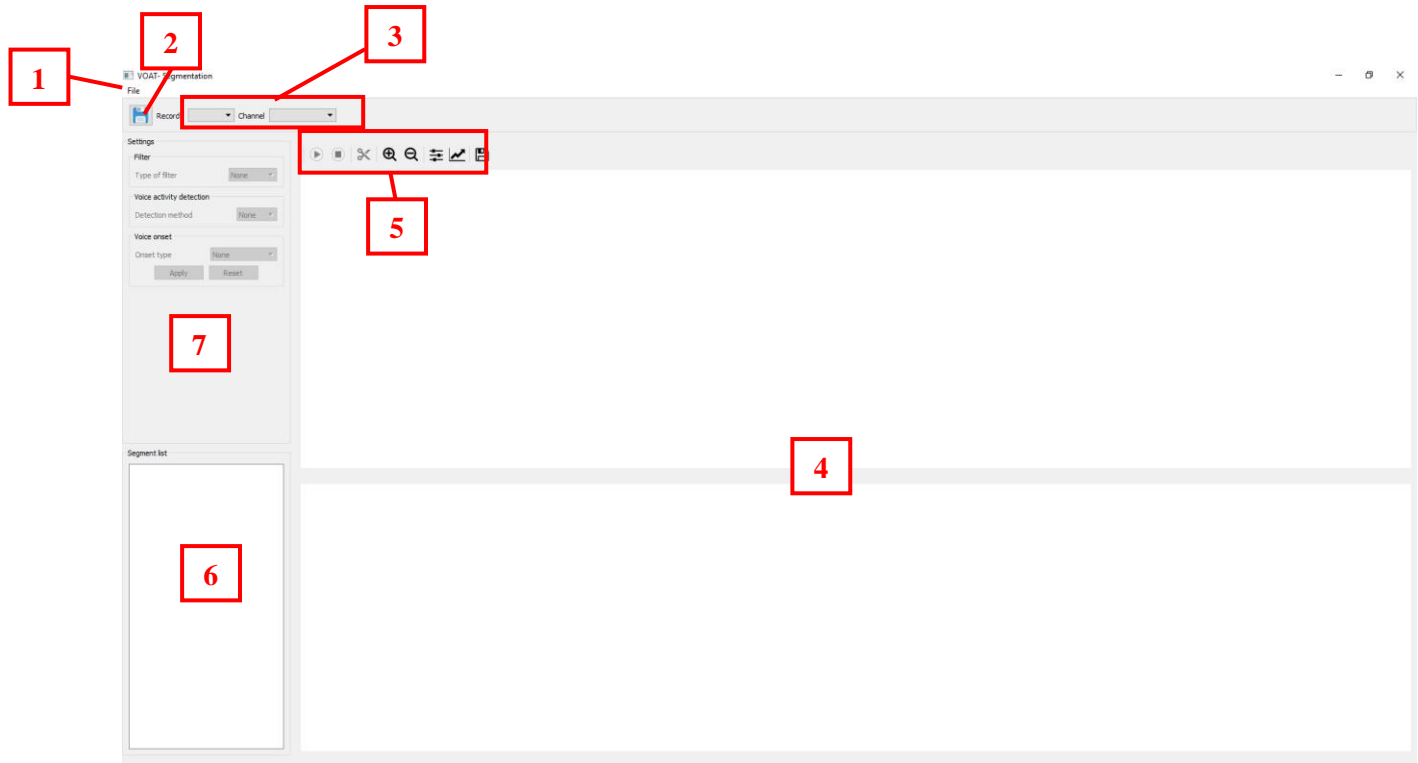 3
2
1
VOAT- Segmentation
File
Record Channel
Settings
Filter
Type of filter None
Voice activity detection
Detection method None
5
Voice onset
Onset type None
Apply Reset
7
Segment list
4
6